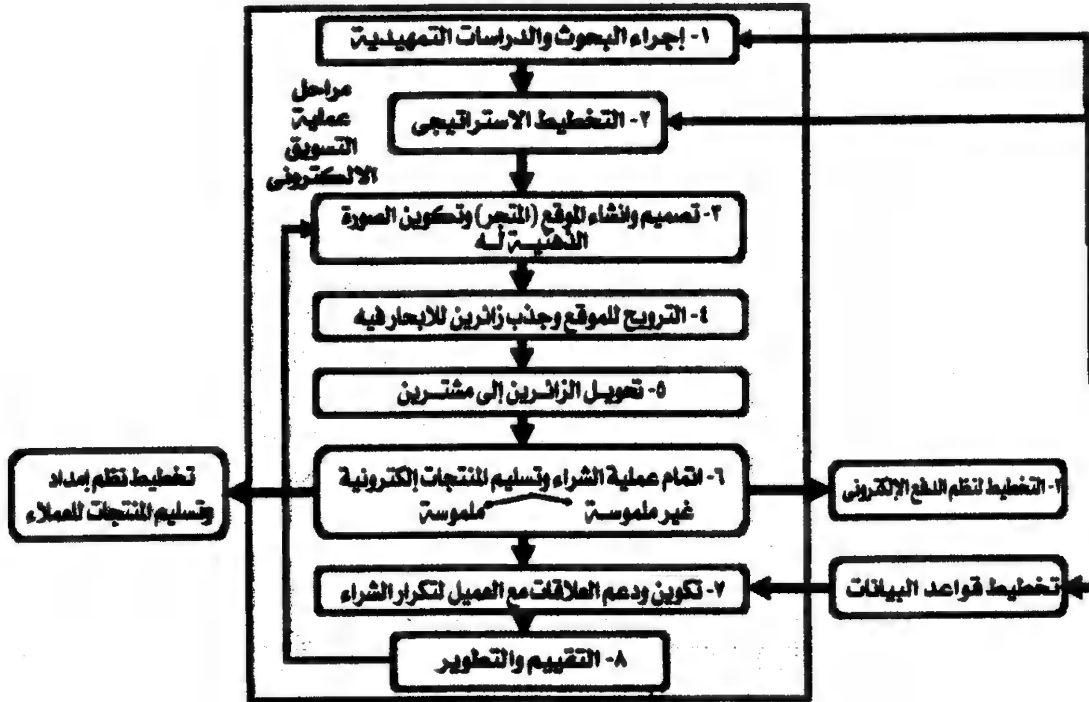 ١- إجراء البحوث والدراسات التمهيدية
مراحل
عملية
التسويق
الالكترونى
٢- التخطيط الاستراتيجى
٣- تصميم وانشاء الموقع (المتجر) وتكوين الصورة
الذهنية له
٤- الترويج للموقع وجذب زائرين للابحار فيه
٥- تحويل الزائرين إلى مشترين
٦- اتمام عملية الشراء وتسليم المنتجات إلكترونية
غير ملموسة ملموسة
تخطيط نظم إمداد
وتسليم المنتجات للعملاء
١- التخطيط لنظم الدفع الإلكترونى
٧- تكوين ودعم العلاقات مع العميل لتكرار الشراء
تخطيط قواعد البيانات
٨- التقييم والتطوير